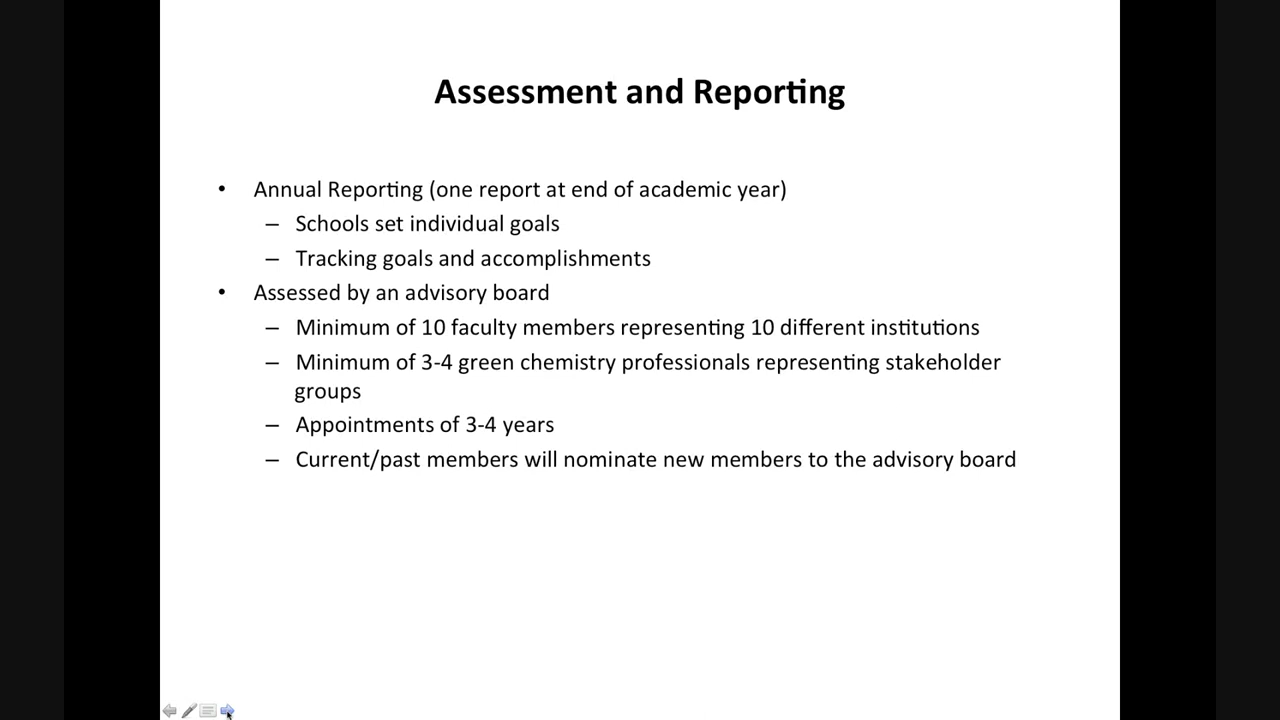 Assessment and Reporting
• Annual Reporting (one report at end of academic year)
– Schools set individual goals
– Tracking goals and accomplishments
• Assessed by an advisory board
– Minimum of 10 faculty members representing 10 different institutions
– Minimum of 3-4 green chemistry professionals representing stakeholder
groups
– Appointments of 3-4 years
– Current/past members will nominate new members to the advisory board